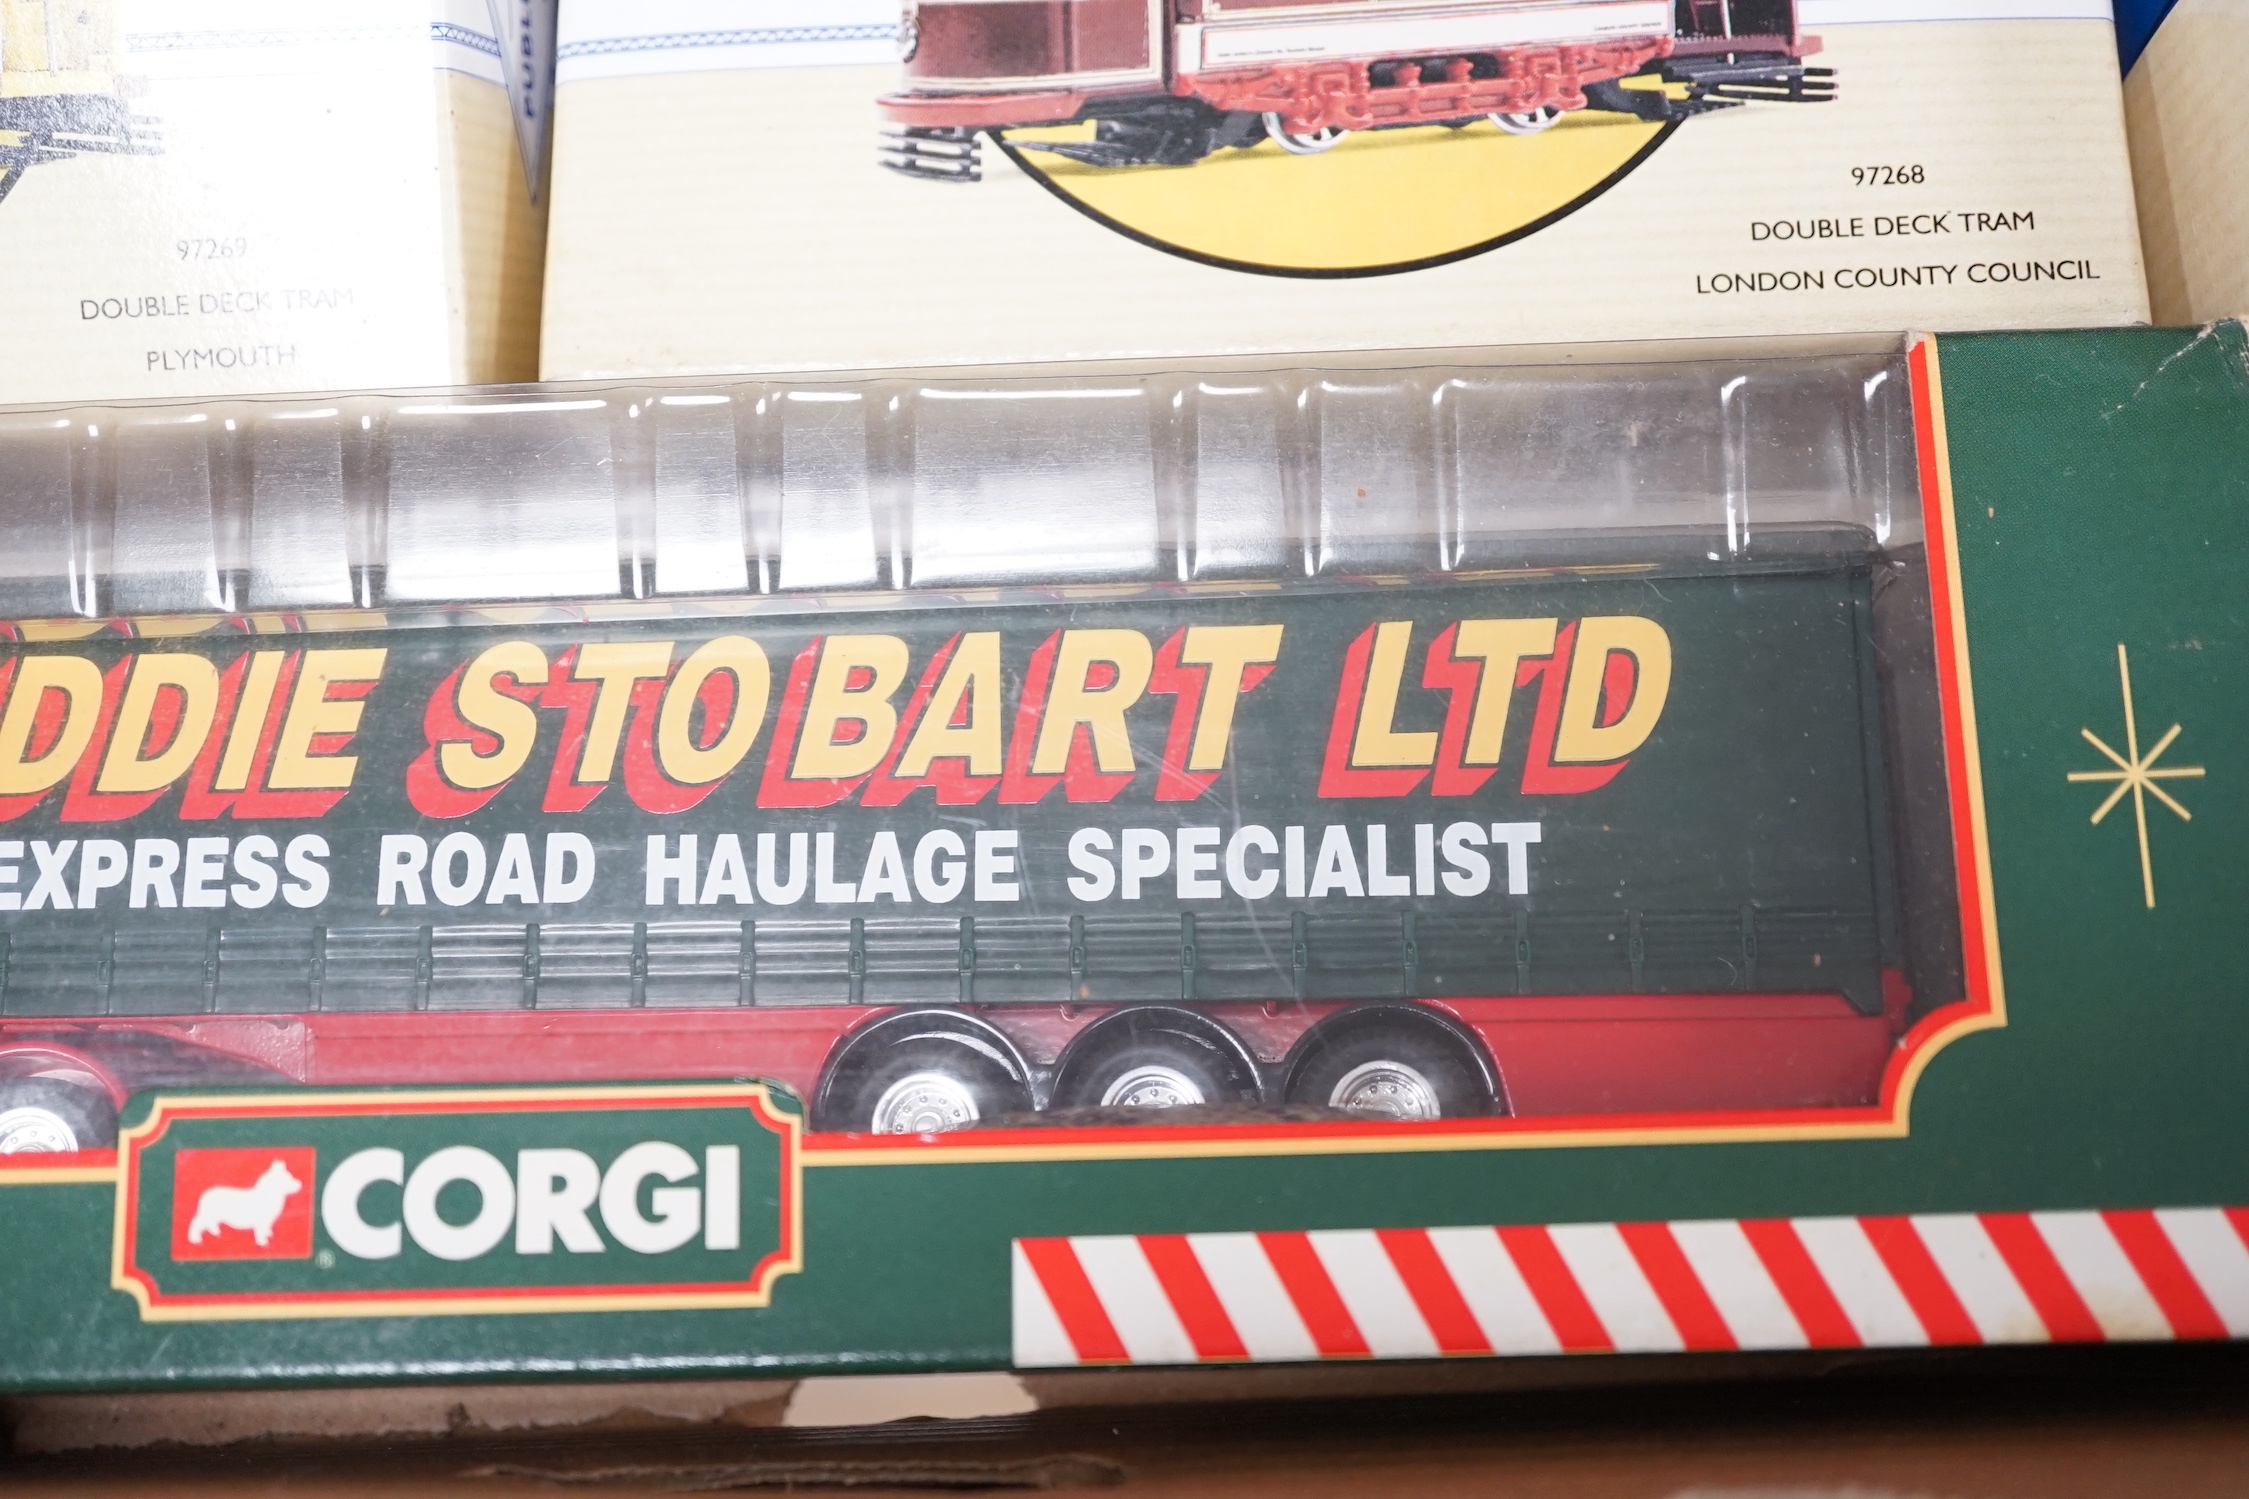 97269
DOUBLE DECK TRAM
PLYMOUTH
97268
DOUBLE DECK TRAM
LONDON COUNTY COUNCIL
DDIE STOBART LTD
EXPRESS ROAD HAULAGE SPECIALIST
CORGI